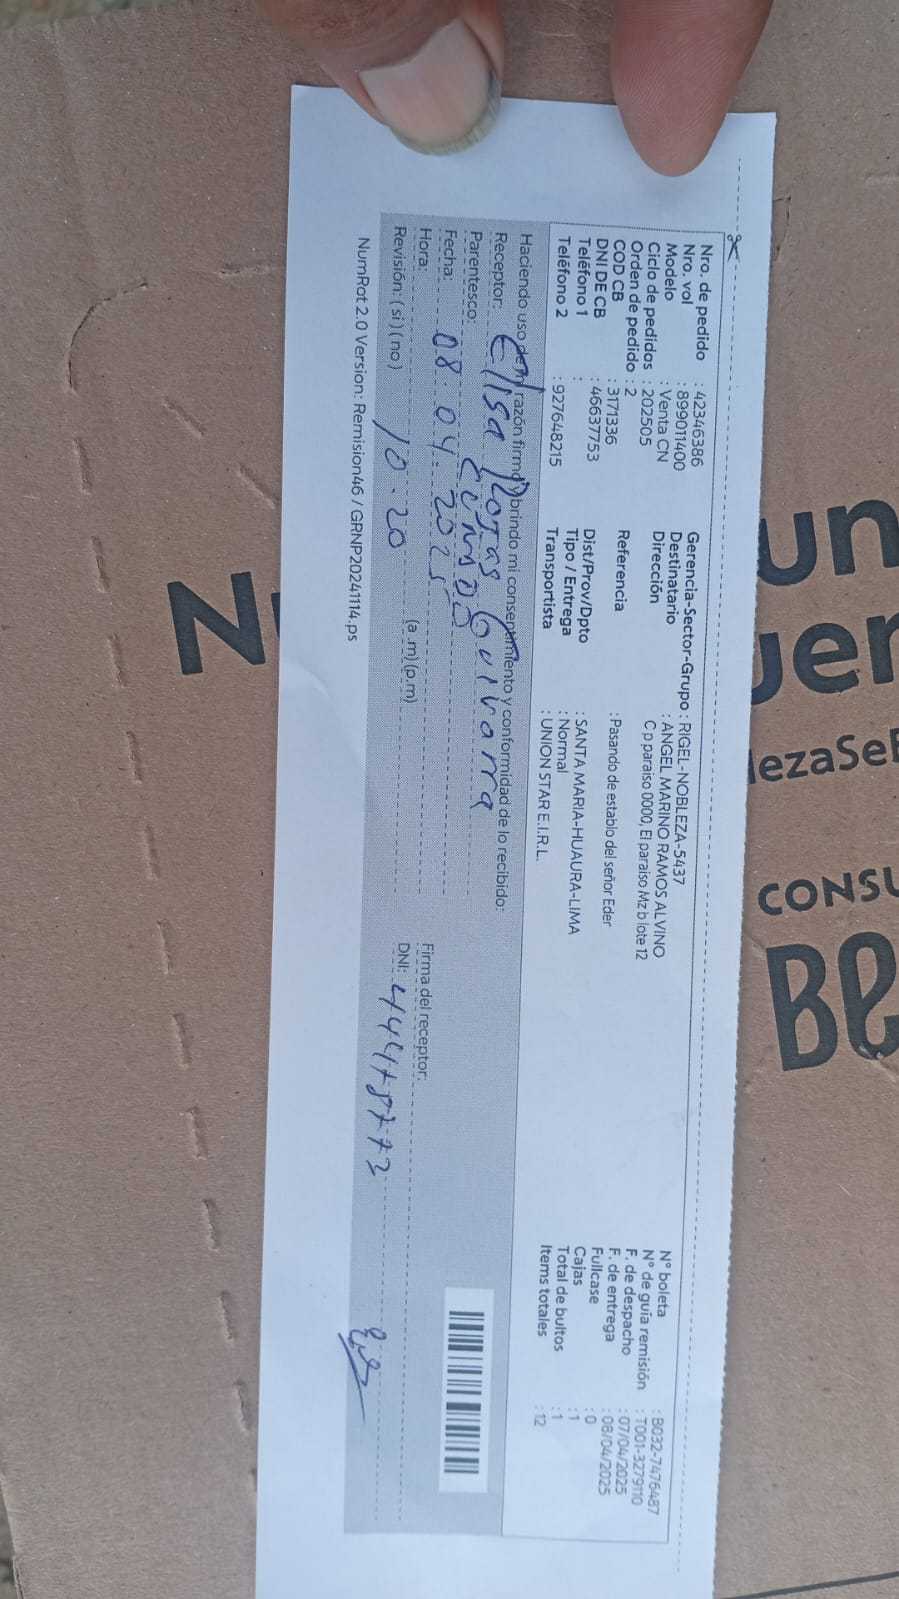 Nro. de pedido : 42346386
Nro. vol : 899011400
Modelo : Venta CN
Ciclo de pedidos : 202505
Orden de pedido : 2
COD CB : 3171336
DNI DE CB : 46637753
Teléfono 1 :
Teléfono 2 : 927648215
Gerencia-Sector-Grupo : RIGEL-NOBLEZA-5437
Destinatario : ANGEL MARINO RAMOS ALVINO
Dirección C p paraiso 0000, El paraiso Mz b lote 12
Referencia : Pasando de establo del señor Eder
Dist/Prov/Dpto : SANTA MARIA-HUAURA-LIMA
Tipo / Entrega : Normal
Transportista : UNION STAR E.I.R.L.
N° boleta : B032-7476487
N° de guía remisión : T001-3279110
F. de despacho : 07/04/2025
F. de entrega : 08/04/2025
Fullcase : 0
Cajas : 1
Total de bultos : 1
Items totales : 12
Haciendo uso de mi razón firmo y brindo mi consentimiento y conformidad de lo recibido:
Receptor: Elisa Rojas
Parentesco:
Fecha: 08.04.2025
Hora: 10.20 (a .m) (p.m)
Revisión: ( si ) ( no )
Firma del receptor:
DNI: 44478773
NumRot 2.0 Version: Remision46 / GRNP20241114.ps
un
uer
N
lezaSeE
CONSU
Be